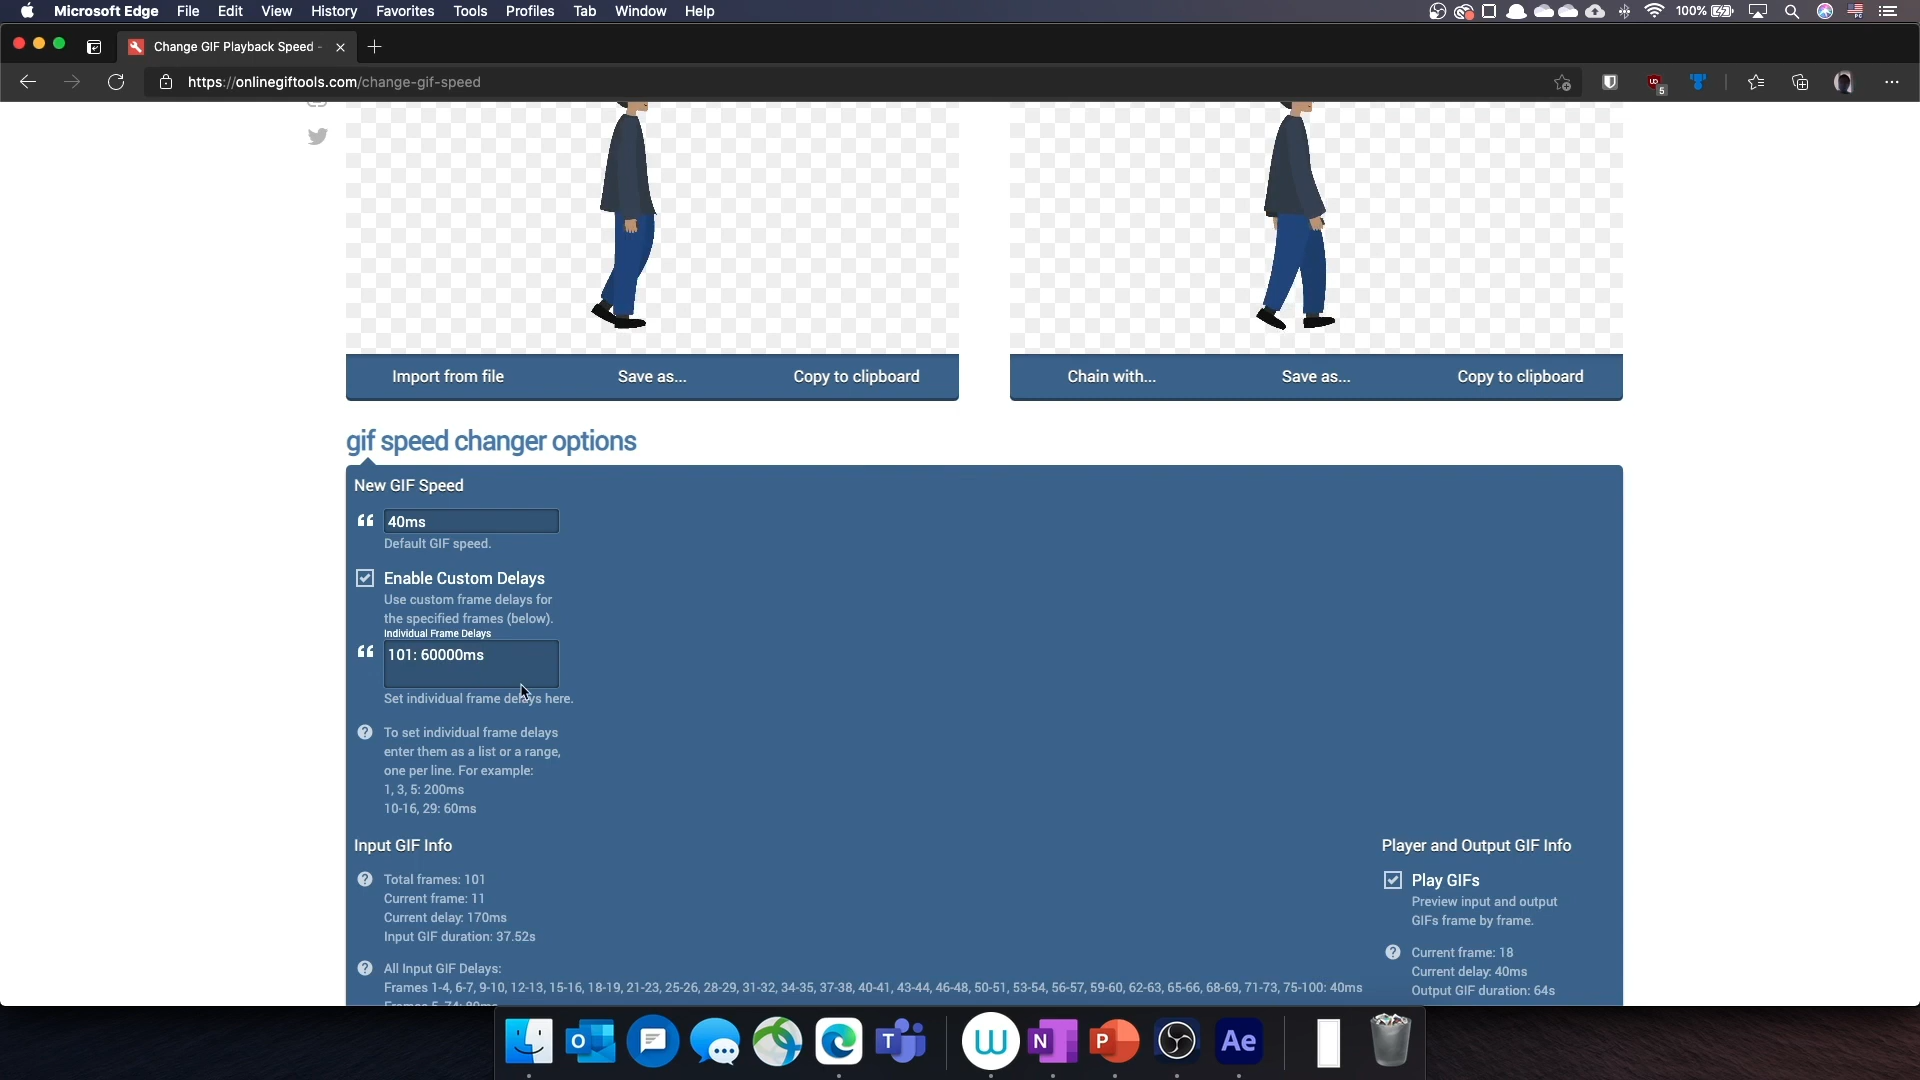 Microsoft Edge File Edit View History Favorites Tools Profiles Tab Window Help
100%
Change GIF Playback Speed -
https://onlinegiftools.com/change-gif-speed
5
Import from file Save as... Copy to clipboard
Chain with... Save as... Copy to clipboard
gif speed changer options
New GIF Speed
40ms
Default GIF speed.
Enable Custom Delays
Use custom frame delays for
the specified frames (below).
Individual Frame Delays
101: 60000ms
Set individual frame delays here.
To set individual frame delays
enter them as a list or a range,
one per line. For example:
1, 3, 5: 200ms
10-16, 29: 60ms
Input GIF Info
Total frames: 101
Current frame: 11
Current delay: 170ms
Input GIF duration: 37.52s
All Input GIF Delays:
Frames 1-4, 6-7, 9-10, 12-13, 15-16, 18-19, 21-23, 25-26, 28-29, 31-32, 34-35, 37-38, 40-41, 43-44, 46-48, 50-51, 53-54, 56-57, 59-60, 62-63, 65-66, 68-69, 71-73, 75-100: 40ms
Player and Output GIF Info
Play GIFs
Preview input and output
GIFs frame by frame.
Current frame: 18
Current delay: 40ms
Output GIF duration: 64s
O T W N P Ae